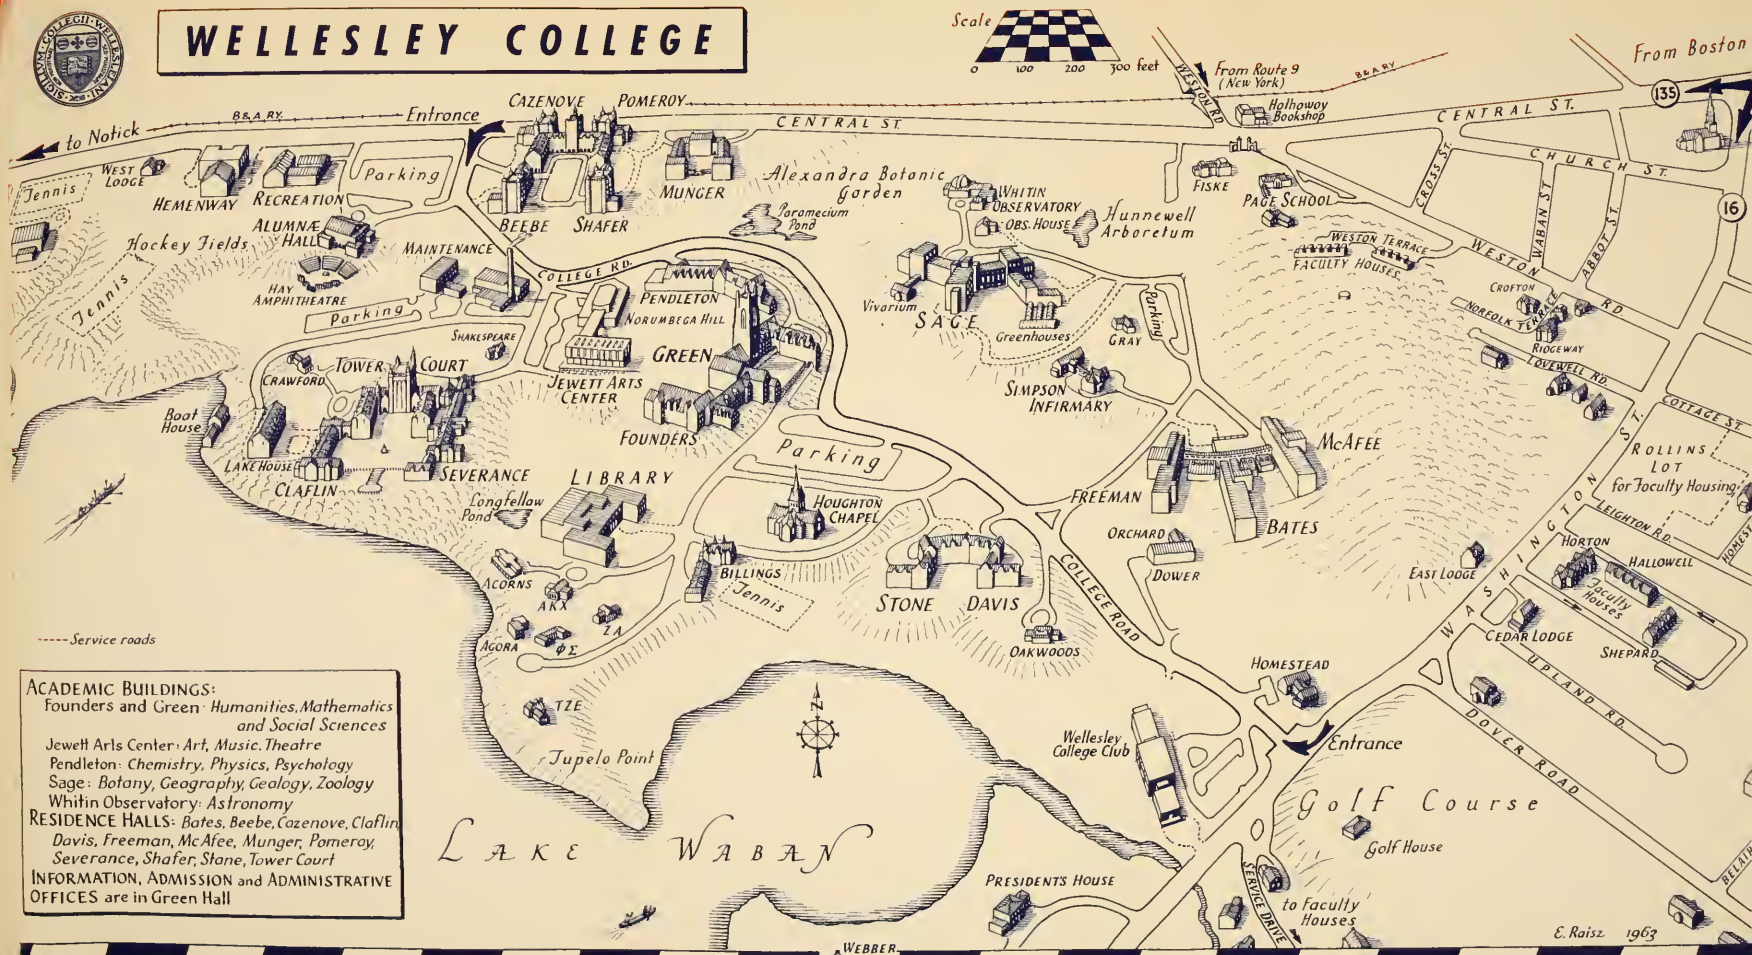 SIGILLVM · COLLEGII · WELLESLEIANI
WELLESLEY COLLEGE
Scale
0 100 200 300 feet
From Boston
135
16
WESTON RD
From Route 9
(New York)
B&A RY.
Hathaway
Bookshop
CENTRAL ST.
to Natick
B&A RY.
Entrance
CAZENOVE
POMEROY
CENTRAL ST.
CHURCH ST.
CROSS ST.
WABAN ST
ABBOT ST.
WEST
LODGE
Tennis
HEMENWAY
RECREATION
Parking
BEEBE
SHAFER
MUNGER
Alexandra Botanic
Garden
Paramecium
Pond
WHITIN
OBSERVATORY
OBS. HOUSE
Hunnewell
Arboretum
FISKE
PAGE SCHOOL
WESTON TERRACE
FACULTY HOUSES
WESTON RD
ALUMNÆ
HALL
Hockey Fields
HAY
AMPHITHEATRE
Tennis
MAINTENANCE
Parking
COLLEGE RD.
PENDLETON
NORUMBEGA HILL
GREEN
Vivarium
SAGE
Greenhouses
Parking
GRAY
CROFTON
NORFOLK TERRACE
RIDGEWAY
LOVEWELL RD.
COTTAGE ST.
SHAKESPEARE
CRAWFORD
TOWER COURT
JEWETT ARTS
CENTER
FOUNDERS
SIMPSON
INFIRMARY
Boat
House
LAKE HOUSE
CLAFLIN
SEVERANCE
LIBRARY
Longfellow
Pond
Parking
HOUGHTON
CHAPEL
McAFEE
FREEMAN
BATES
ROLLINS
LOT
for Faculty Housing
LEIGHTON RD.
WASHINGTON ST.
ORCHARD
DOWER
EAST LODGE
HORTON
HALLOWELL
Faculty
Houses
CEDAR LODGE
SHEPARD
UPLAND RD.
DOVER ROAD
ACORNS
AKX
ZA
AGORA
ΦΣ
TZE
BILLINGS
Tennis
STONE
DAVIS
OAKWOODS
COLLEGE ROAD
HOMESTEAD
Entrance
Tupelo Point
N
Wellesley
College Club
Golf Course
Golf House
LAKE WABAN
PRESIDENT'S HOUSE
SERVICE DRIVE
to Faculty
Houses
E. Raisz 1963
WEBBER
Service roads
ACADEMIC BUILDINGS:
Founders and Green: Humanities, Mathematics
and Social Sciences
Jewett Arts Center: Art, Music, Theatre
Pendleton: Chemistry, Physics, Psychology
Sage: Botany, Geography, Geology, Zoology
Whitin Observatory: Astronomy
RESIDENCE HALLS: Bates, Beebe, Cazenove, Claflin,
Davis, Freeman, McAfee, Munger, Pomeroy,
Severance, Shafer, Stone, Tower Court
INFORMATION, ADMISSION and ADMINISTRATIVE
OFFICES are in Green Hall